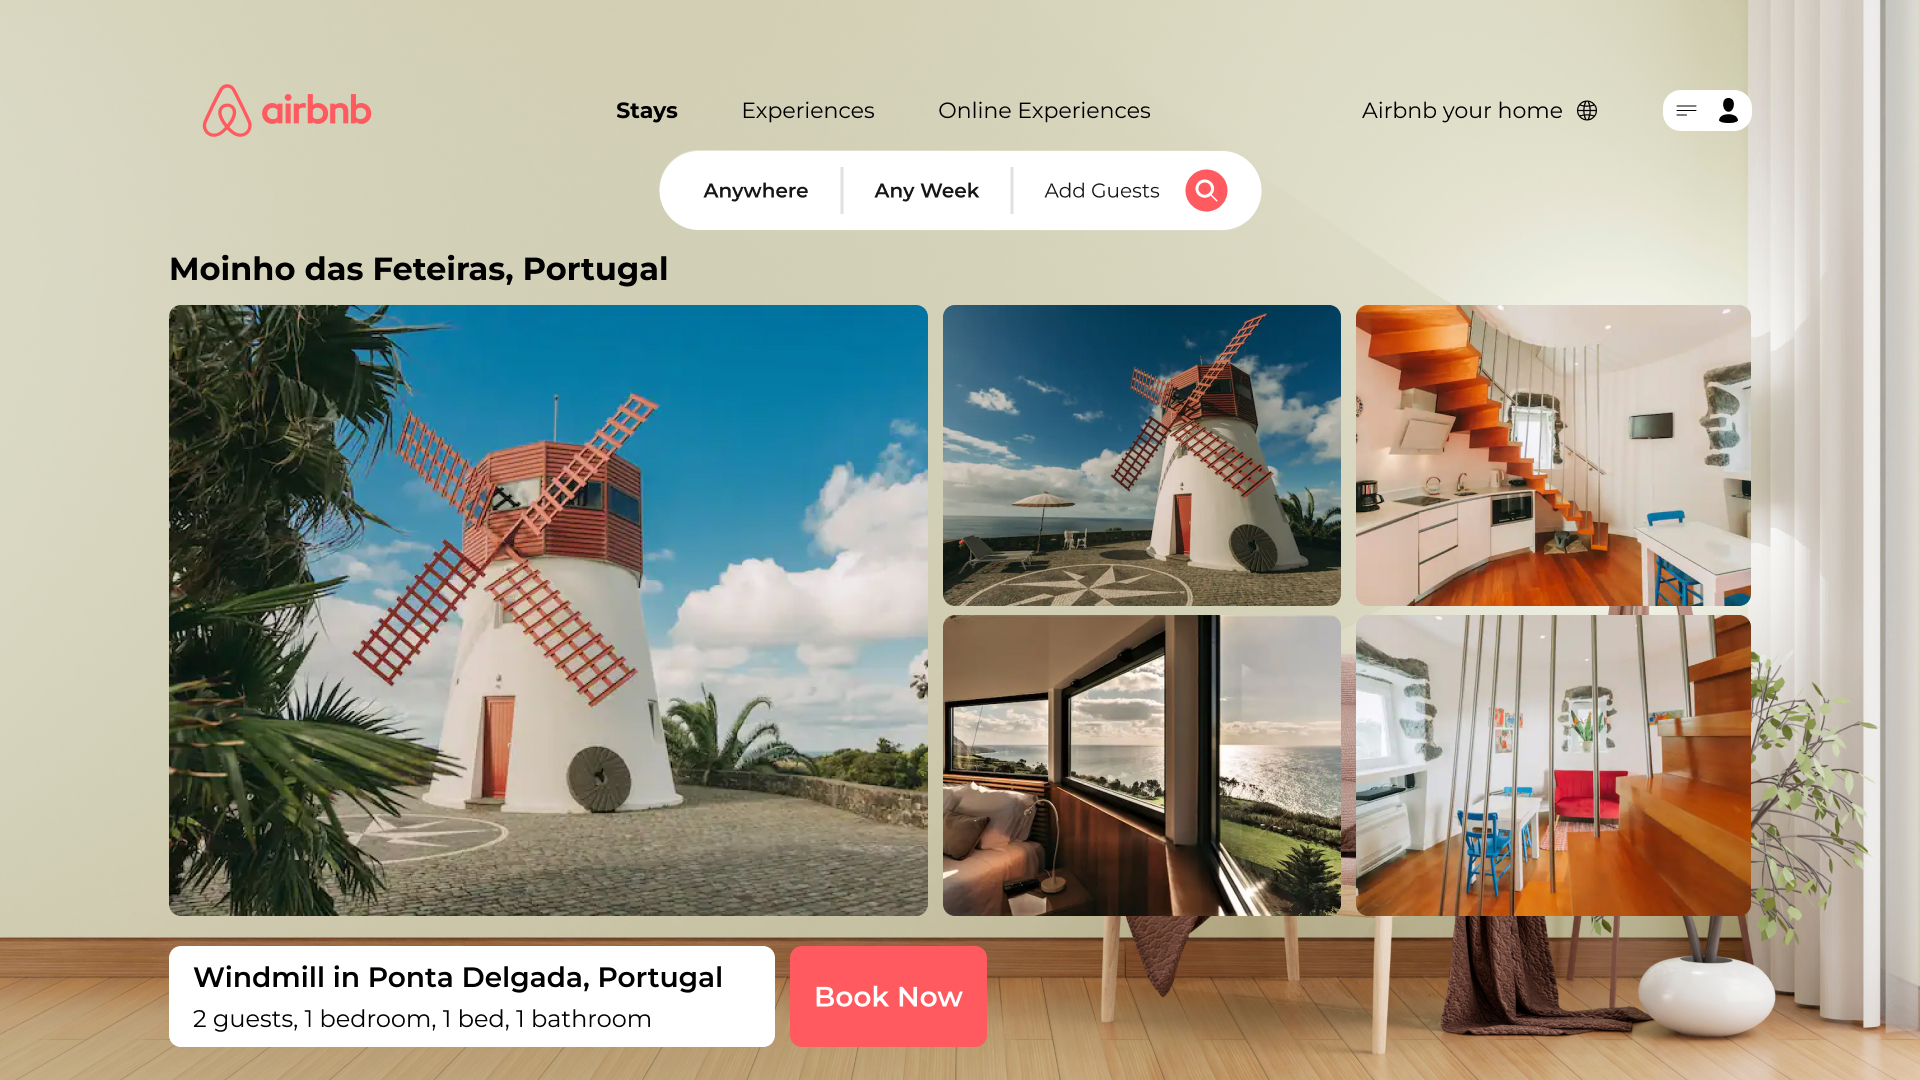 airbnb
Stays
Experiences
Online Experiences
Airbnb your home
Anywhere
Any Week
Add Guests
Moinho das Feteiras, Portugal
Windmill in Ponta Delgada, Portugal
2 guests, 1 bedroom, 1 bed, 1 bathroom
Book Now